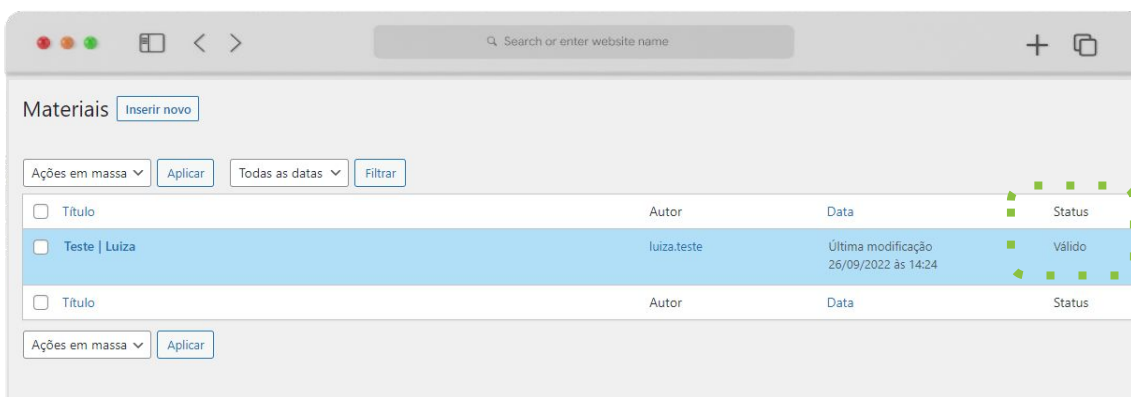 Search or enter website name
Materiais Inserir novo
Ações em massa Aplicar Todas as datas Filtrar
Título Autor Data Status
Teste | Luiza luiza.teste Última modificação Válido
26/09/2022 às 14:24
Título Autor Data Status
Ações em massa Aplicar